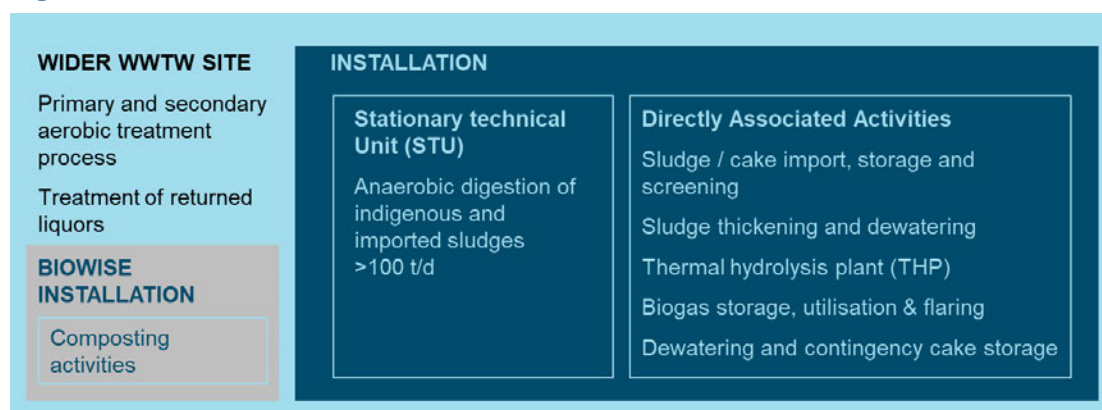 WIDER WWTW SITE
Primary and secondary
aerobic treatment
process
Treatment of returned
liquors
BIOWISE
INSTALLATION
Composting
activities
INSTALLATION
Stationary technical
Unit (STU)
Anaerobic digestion of
indigenous and
imported sludges
>100 t/d
Directly Associated Activities
Sludge / cake import, storage and
screening
Sludge thickening and dewatering
Thermal hydrolysis plant (THP)
Biogas storage, utilisation & flaring
Dewatering and contingency cake storage